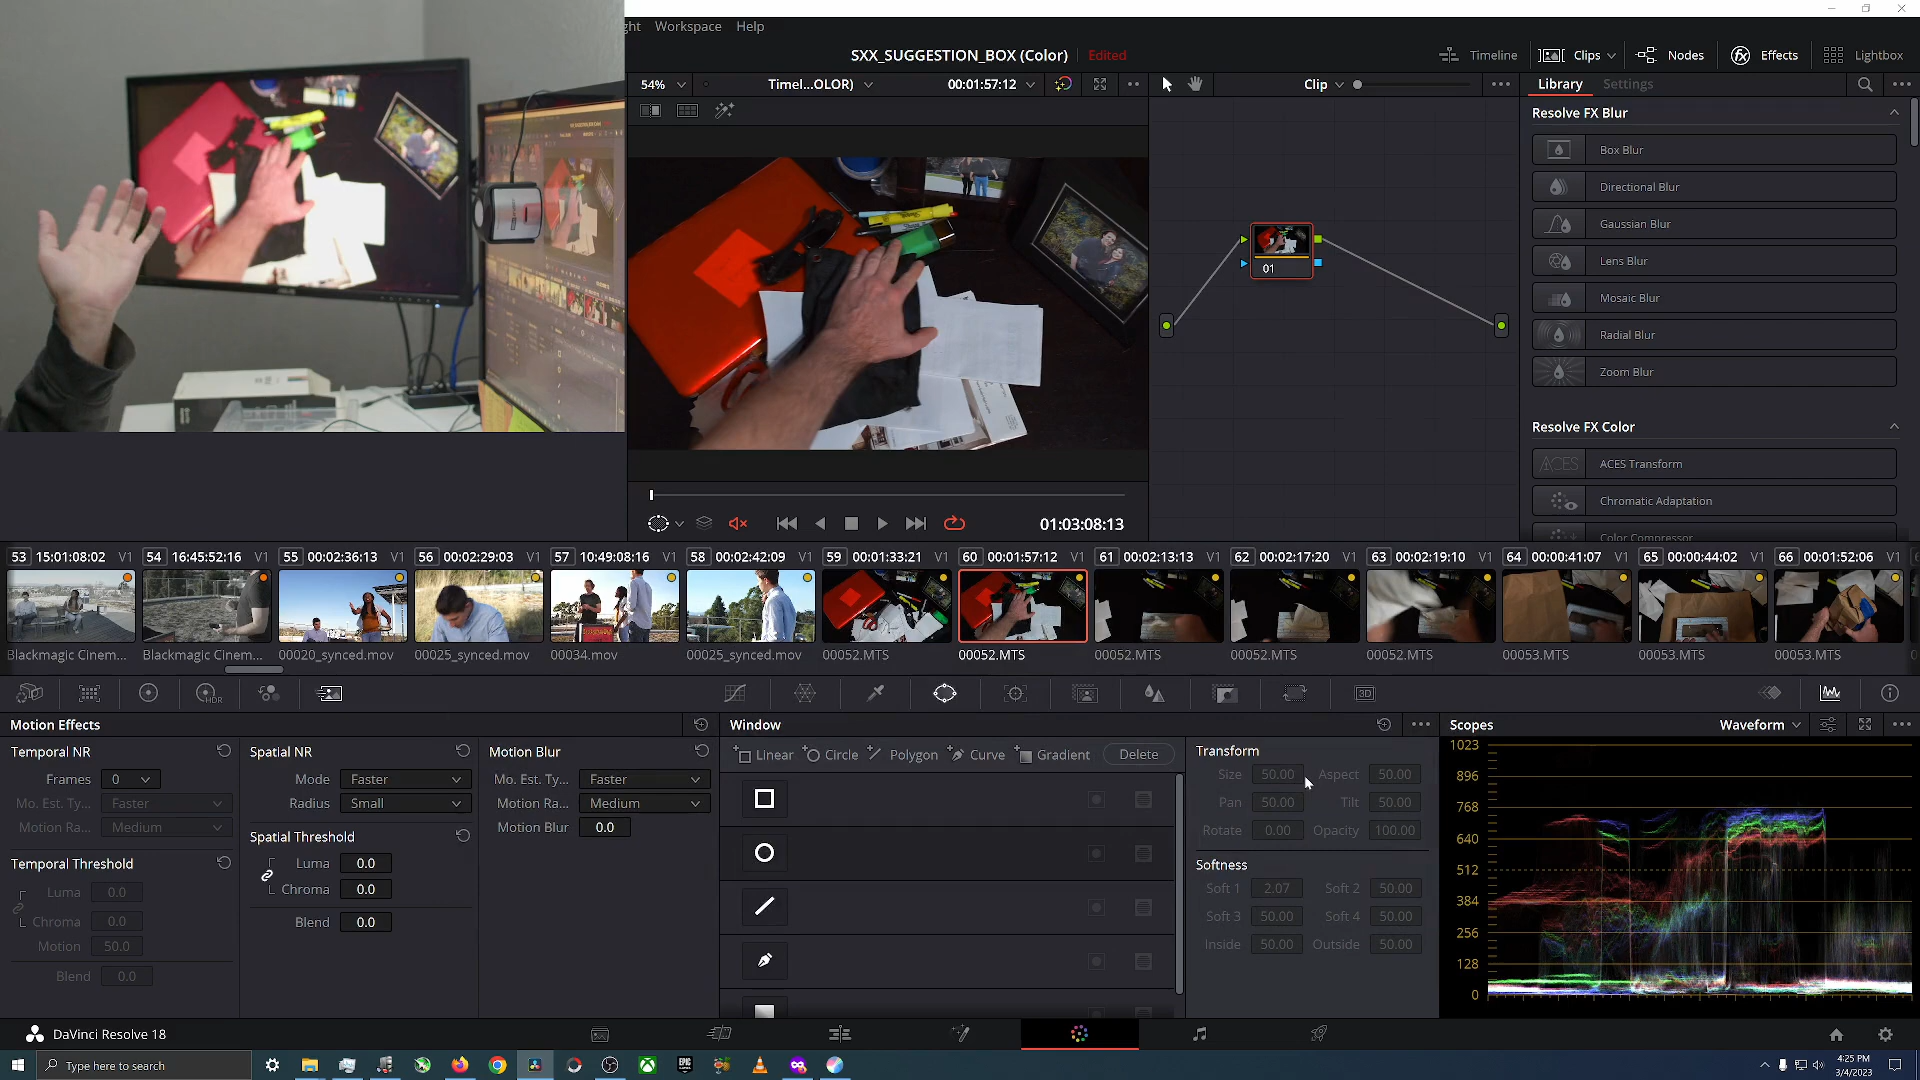 ght Workspace Help
SXX_SUGGESTION_BOX (Color) Edited
Timeline Clips Nodes Effects Lightbox
54% Timel...OLOR) 00:01:57:12
Clip
Library Settings
Resolve FX Blur
Box Blur
Directional Blur
Gaussian Blur
Lens Blur
Mosaic Blur
Radial Blur
Zoom Blur
Resolve FX Color
ACES ACES Transform
Chromatic Adaptation
Color Compressor
01
01:03:08:13
53 15:01:08:02 V1
54 16:45:52:16 V1
55 00:02:36:13 V1
56 00:02:29:03 V1
57 10:49:08:16 V1
58 00:02:42:09 V1
59 00:01:33:21 V1
60 00:01:57:12 V1
61 00:02:13:13 V1
62 00:02:17:20 V1
63 00:02:19:10 V1
64 00:00:41:07 V1
65 00:00:44:02 V1
66 00:01:52:06 V1
Blackmagic Cinem...
Blackmagic Cinem...
00020_synced.mov
00025_synced.mov
00034.mov
00025_synced.mov
00052.MTS
00052.MTS
00052.MTS
00052.MTS
00052.MTS
00053.MTS
00053.MTS
00053.MTS
HDR
3D
Motion Effects
Temporal NR
Frames 0
Mo. Est. Ty... Faster
Motion Ra... Medium
Temporal Threshold
Luma 0.0
Chroma 0.0
Motion 50.0
Blend 0.0
Spatial NR
Mode Faster
Radius Small
Spatial Threshold
Luma 0.0
Chroma 0.0
Blend 0.0
Motion Blur
Mo. Est. Ty... Faster
Motion Ra... Medium
Motion Blur 0.0
Window
Linear Circle Polygon Curve Gradient Delete
Transform
Size 50.00 Aspect 50.00
Pan 50.00 Tilt 50.00
Rotate 0.00 Opacity 100.00
Softness
Soft 1 2.07 Soft 2 50.00
Soft 3 50.00 Soft 4 50.00
Inside 50.00 Outside 50.00
Scopes Waveform
1023
896
768
640
512
384
256
128
0
DaVinci Resolve 18
Type here to search
EPIC
4:25 PM
3/4/2023